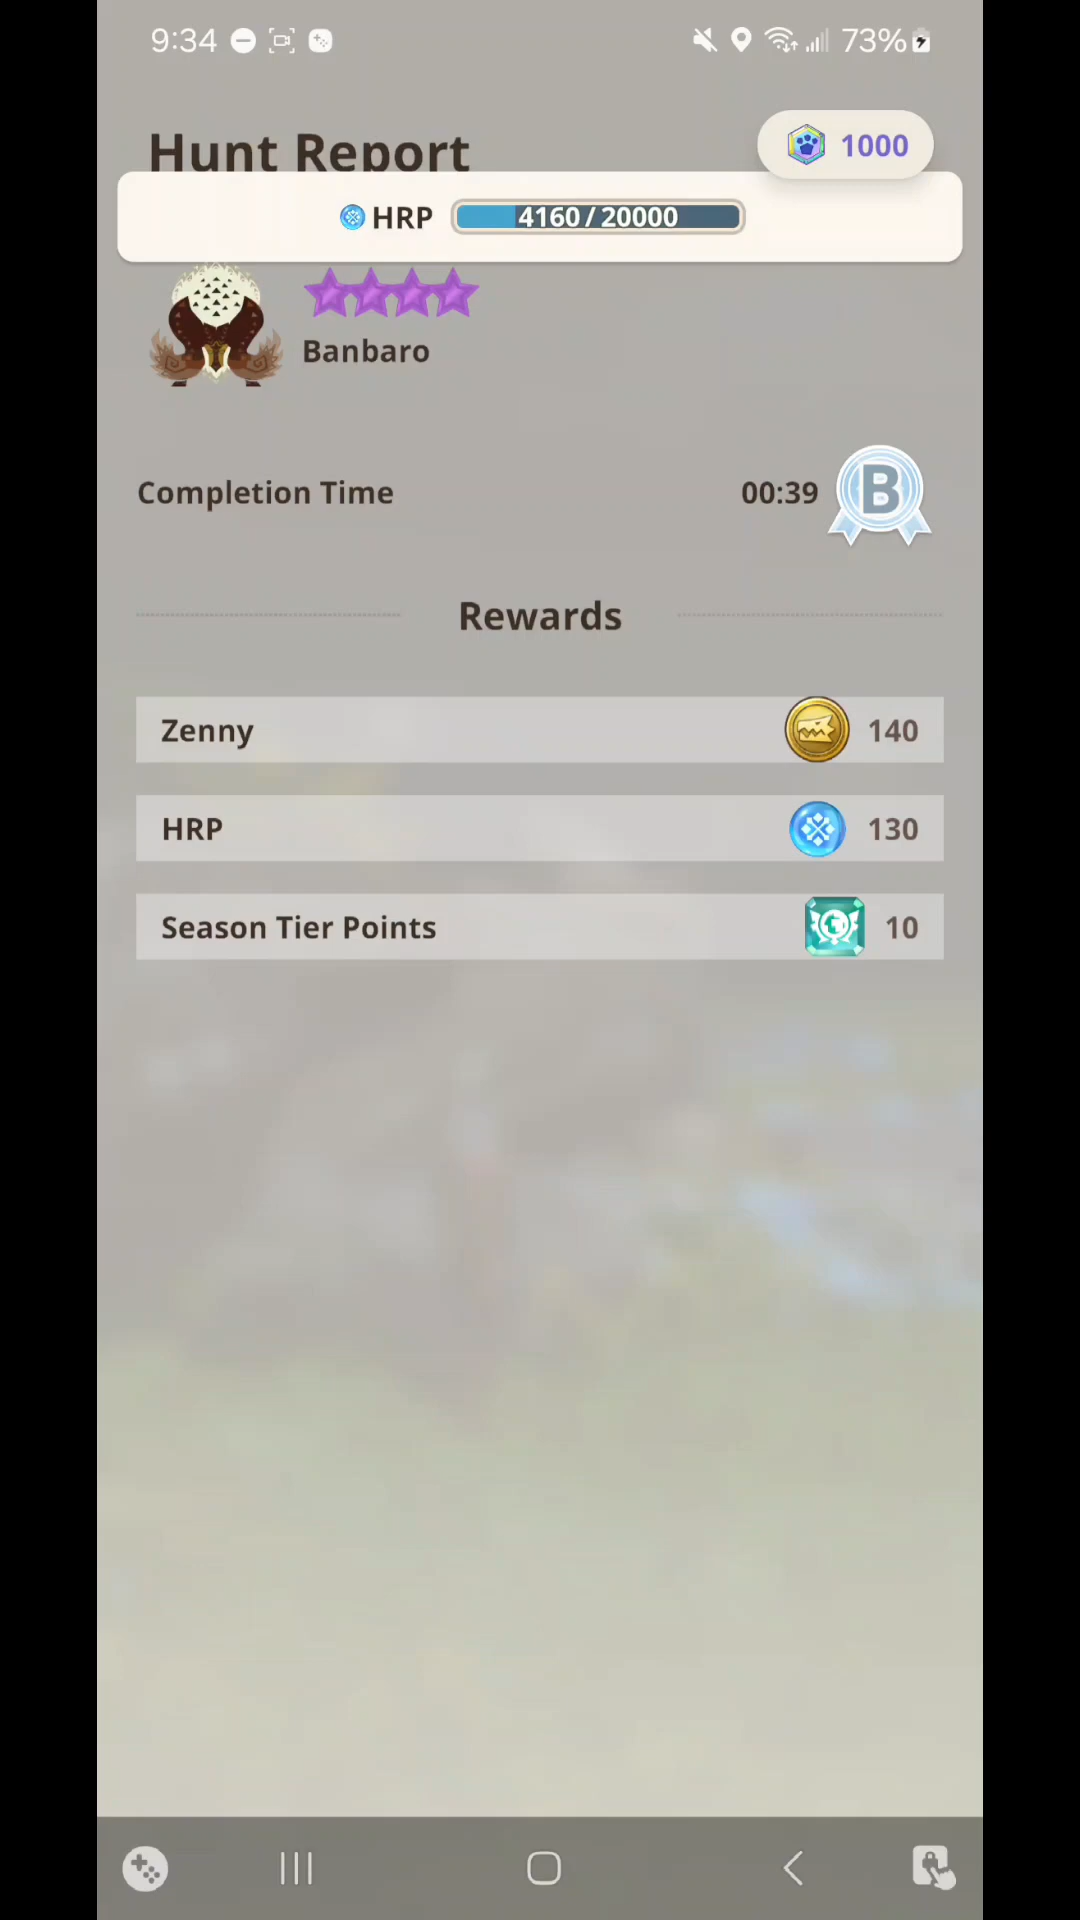 9:34
73%
Hunt Report
1000
HRP 4160 / 20000
Banbaro
Completion Time 00:39 B
Rewards
Zenny 140
HRP 130
Season Tier Points 10